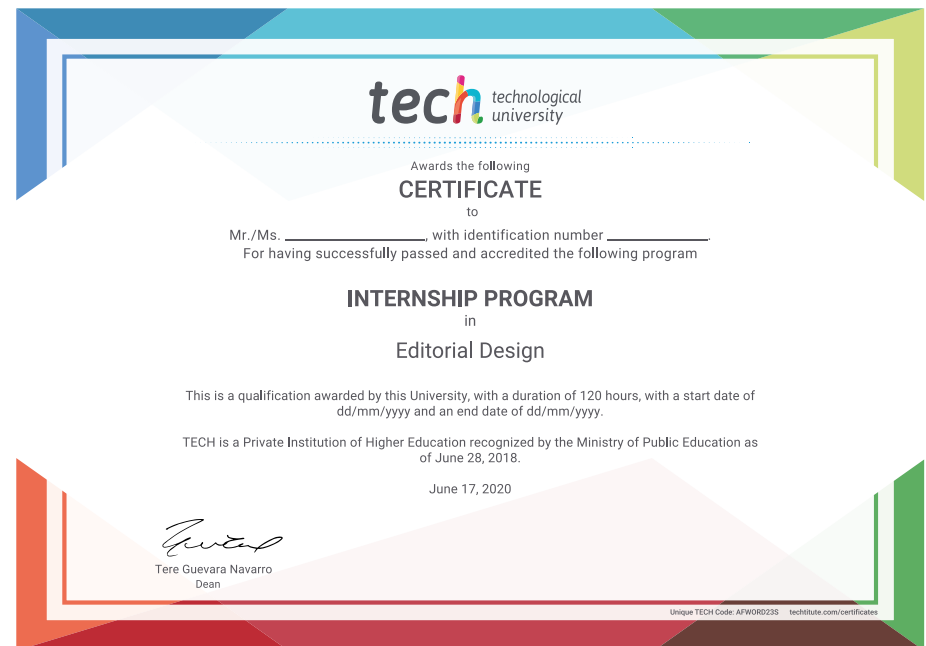 tech technological
university
Awards the following
CERTIFICATE
to
Mr./Ms. ____________________, with identification number ______________.
For having successfully passed and accredited the following program
INTERNSHIP PROGRAM
in
Editorial Design
This is a qualification awarded by this University, with a duration of 120 hours, with a start date of
dd/mm/yyyy and an end date of dd/mm/yyyy.
TECH is a Private Institution of Higher Education recognized by the Ministry of Public Education as
of June 28, 2018.
June 17, 2020
Tere Guevara Navarro
Dean
Unique TECH Code: AFWORD23S techtitute.com/certificates